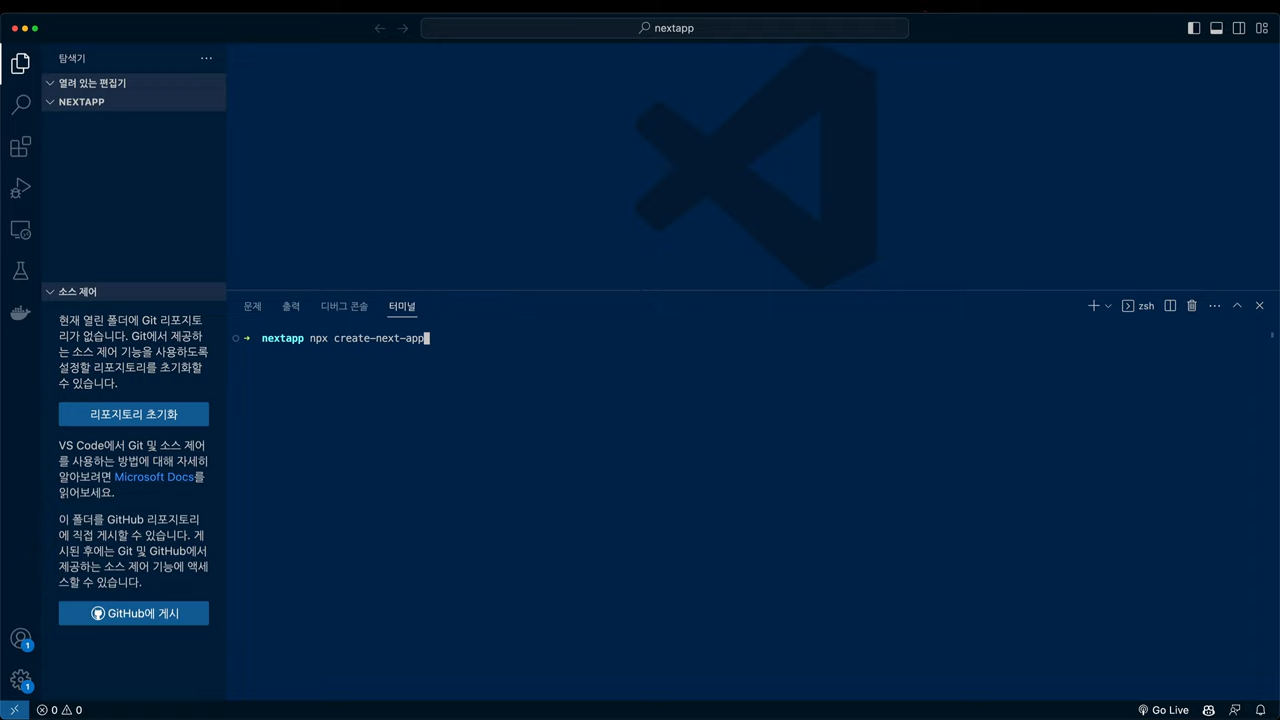 nextapp
탐색기
열려 있는 편집기
NEXTAPP
소스 제어
현재 열린 폴더에 Git 리포지토
리가 없습니다. Git에서 제공하
는 소스 제어 기능을 사용하도록
설정할 리포지토리를 초기화할
수 있습니다.
리포지토리 초기화
VS Code에서 Git 및 소스 제어
를 사용하는 방법에 대해 자세히
알아보려면 Microsoft Docs를
읽어보세요.
이 폴더를 GitHub 리포지토리
에 직접 게시할 수 있습니다. 게
시된 후에는 Git 및 GitHub에서
제공하는 소스 제어 기능에 액세
스할 수 있습니다.
GitHub에 게시
문제 출력 디버그 콘솔 터미널
zsh
nextapp npx create-next-app
1
1
0 0
Go Live